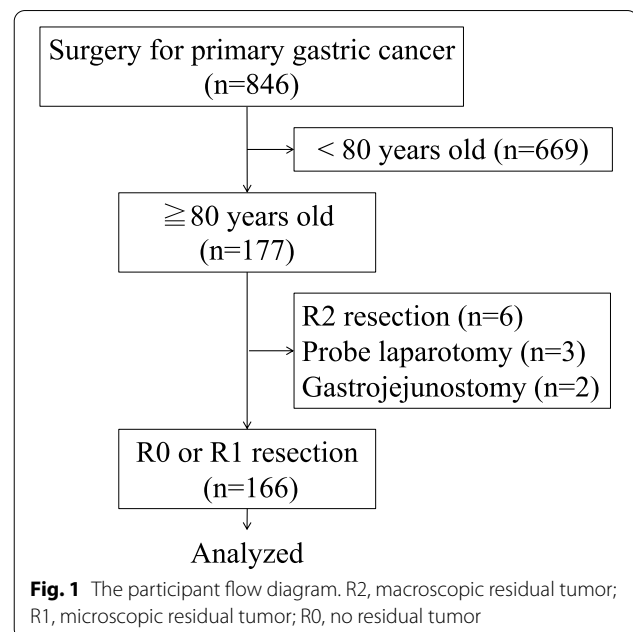 Surgery for primary gastric cancer
(n=846)
< 80 years old (n=669)
≧80 years old
(n=177)
R2 resection (n=6)
Probe laparotomy (n=3)
Gastrojejunostomy (n=2)
R0 or R1 resection
(n=166)
Analyzed
Fig. 1 The participant flow diagram. R2, macroscopic residual tumor;
R1, microscopic residual tumor; R0, no residual tumor